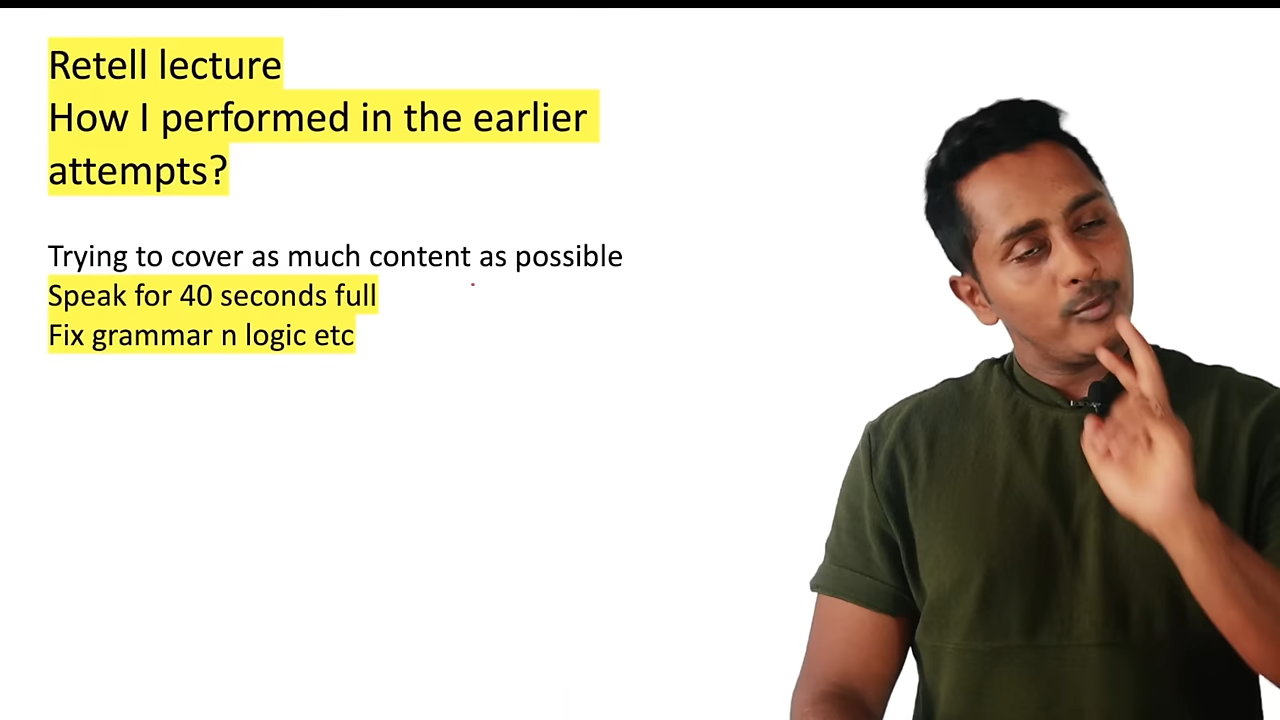 Retell lecture
How I performed in the earlier
attempts?
Trying to cover as much content as possible
Speak for 40 seconds full
Fix grammar n logic etc